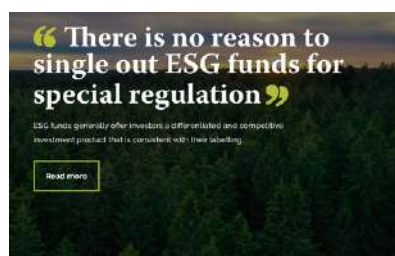 “ There is no reason to
single out ESG funds for
special regulation ”
ESG funds generally offer investors a differentiated and competitive
investment product that is consistent with their labelling.
Read more